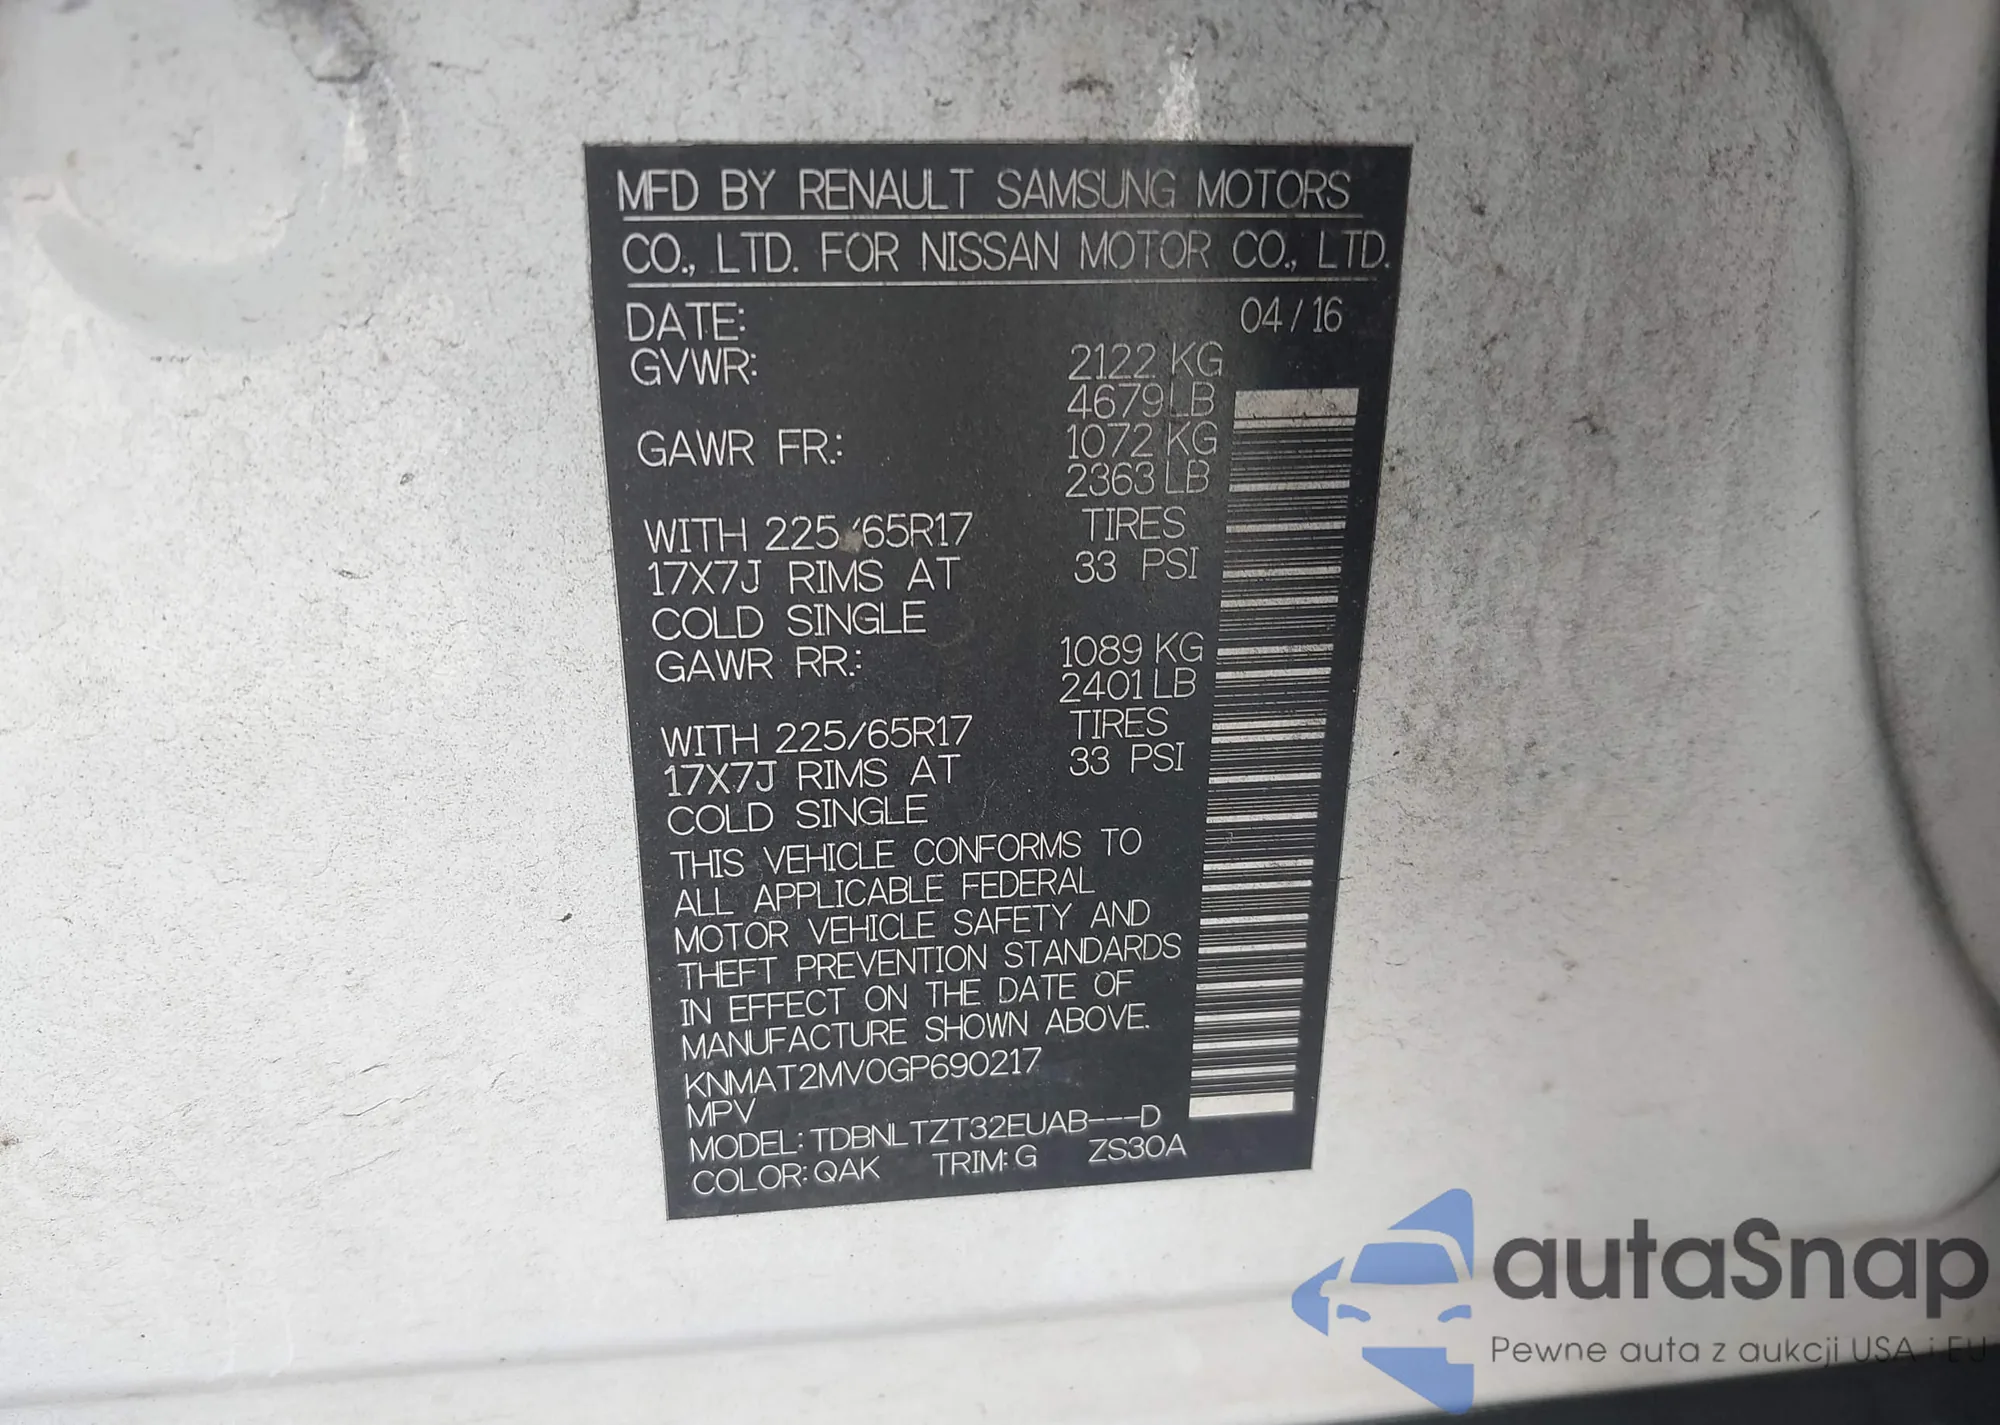 MFD BY RENAULT SAMSUNG MOTORS
CO., LTD. FOR NISSAN MOTOR CO., LTD.
DATE: 04 / 16
GVWR: 2122 KG
4679 LB
GAWR FR.: 1072 KG
2363 LB
WITH 225/65R17 TIRES
17X7J RIMS AT 33 PSI
COLD SINGLE
GAWR RR.: 1089 KG
2401 LB
WITH 225/65R17 TIRES
17X7J RIMS AT 33 PSI
COLD SINGLE
THIS VEHICLE CONFORMS TO
ALL APPLICABLE FEDERAL
MOTOR VEHICLE SAFETY AND
THEFT PREVENTION STANDARDS
IN EFFECT ON THE DATE OF
MANUFACTURE SHOWN ABOVE.
KNMAT2MV0GP690217
MPV
MODEL: TDBNLTZT32EUAB---D
COLOR: QAK TRIM: G ZS30A
autaSnap
Pewne auta z aukcji USA i EU